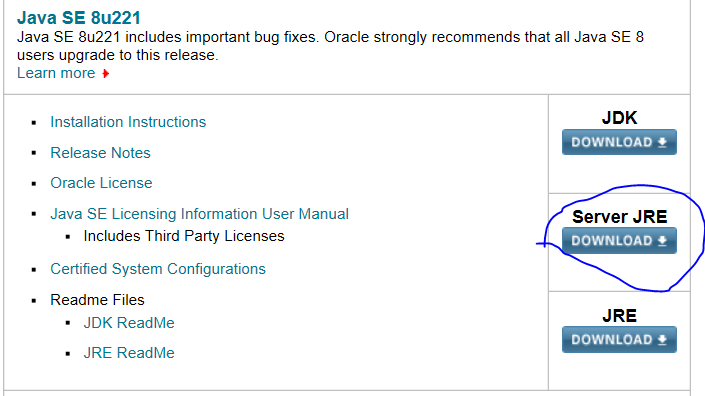 Java SE 8u221
Java SE 8u221 includes important bug fixes. Oracle strongly recommends that all Java SE 8
users upgrade to this release.
Learn more
Installation Instructions
Release Notes
Oracle License
Java SE Licensing Information User Manual
Includes Third Party Licenses
Certified System Configurations
Readme Files
JDK ReadMe
JRE ReadMe
JDK
DOWNLOAD
Server JRE
DOWNLOAD
JRE
DOWNLOAD